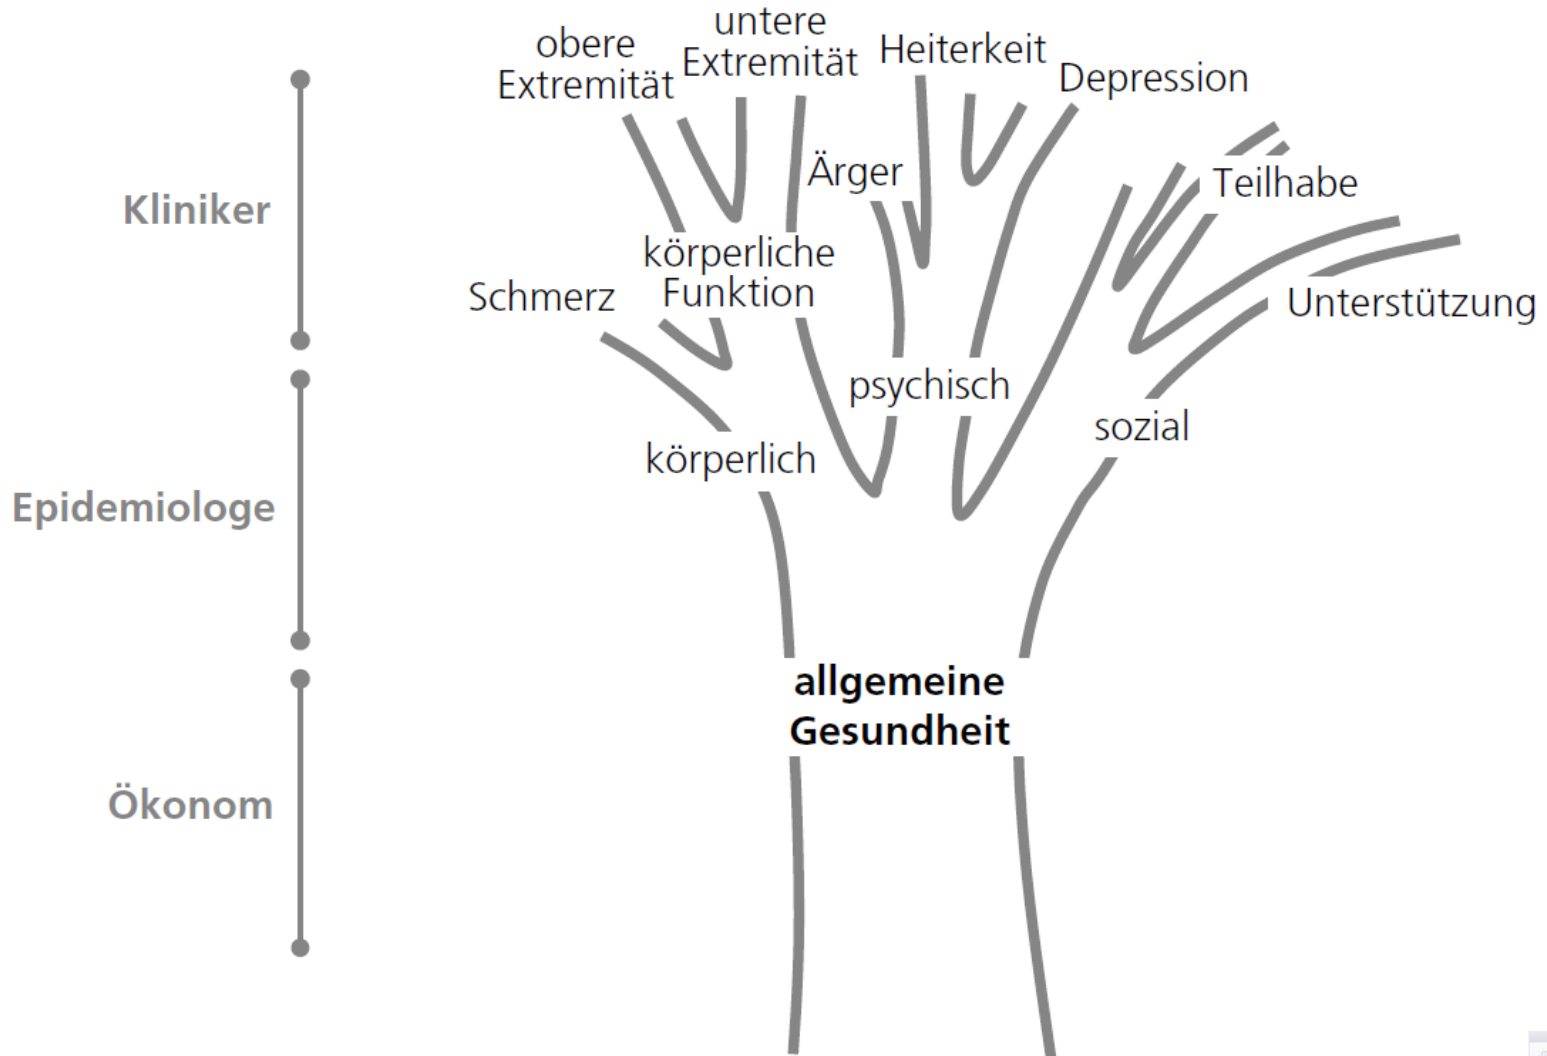 obere
Extremität
untere
Extremität
Heiterkeit
Depression
Kliniker
Ärger
Teilhabe
körperliche
Funktion
Schmerz
Unterstützung
psychisch
sozial
körperlich
Epidemiologe
allgemeine
Gesundheit
Ökonom